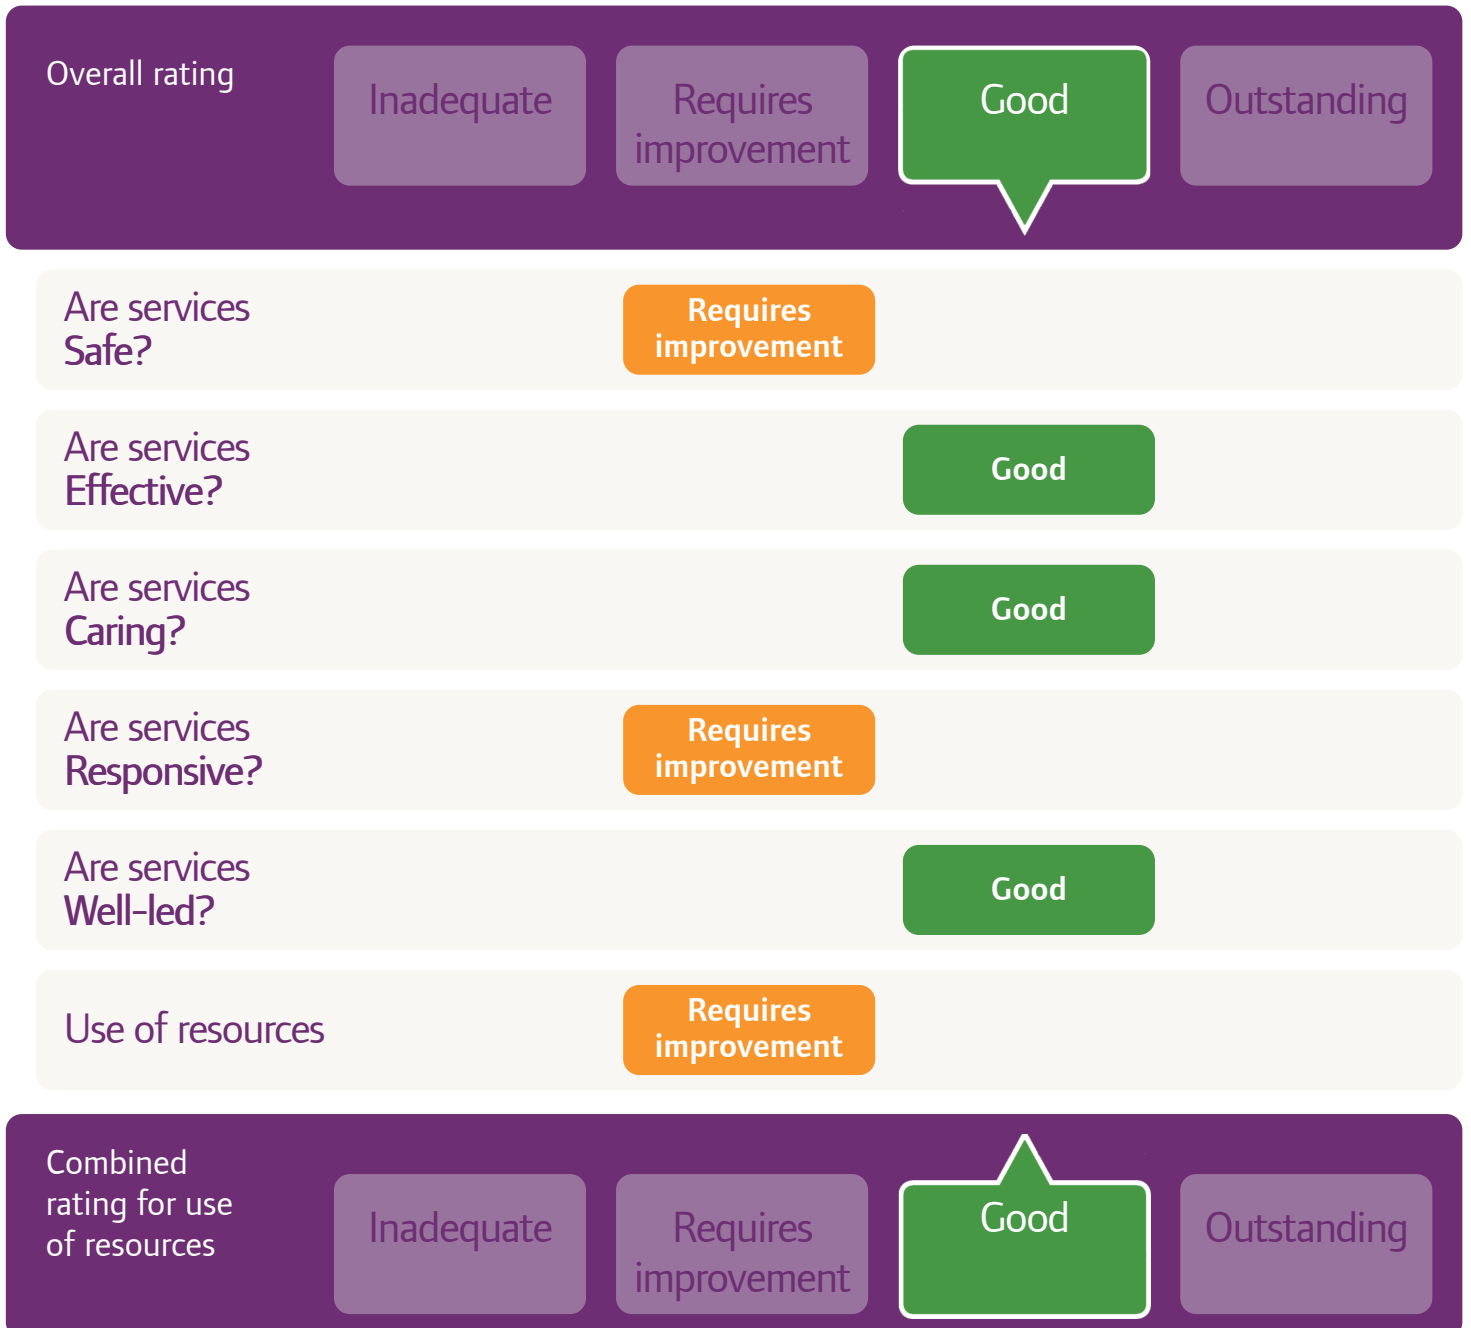 Overall rating
Inadequate
Requires
improvement
Good
Outstanding
Are services
Safe?
Requires
improvement
Are services
Effective?
Good
Are services
Caring?
Good
Are services
Responsive?
Requires
improvement
Are services
Well-led?
Good
Use of resources
Requires
improvement
Combined
rating for use
of resources
Inadequate
Requires
improvement
Good
Outstanding